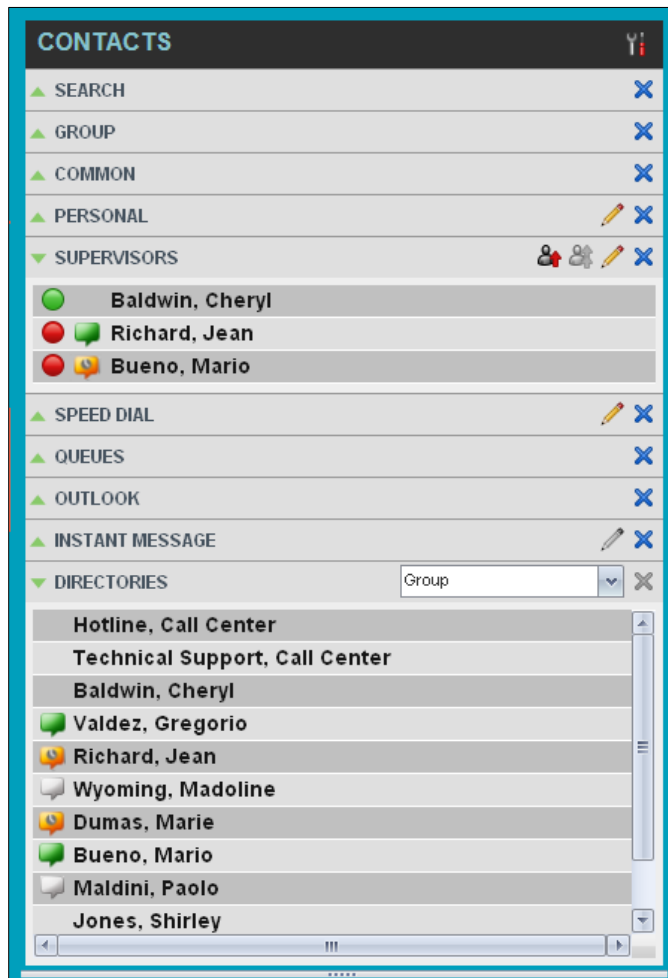 CONTACTS
SEARCH
GROUP
COMMON
PERSONAL
SUPERVISORS
Baldwin, Cheryl
Richard, Jean
Bueno, Mario
SPEED DIAL
QUEUES
OUTLOOK
INSTANT MESSAGE
DIRECTORIES Group
Hotline, Call Center
Technical Support, Call Center
Baldwin, Cheryl
Valdez, Gregorio
Richard, Jean
Wyoming, Madoline
Dumas, Marie
Bueno, Mario
Maldini, Paolo
Jones, Shirley